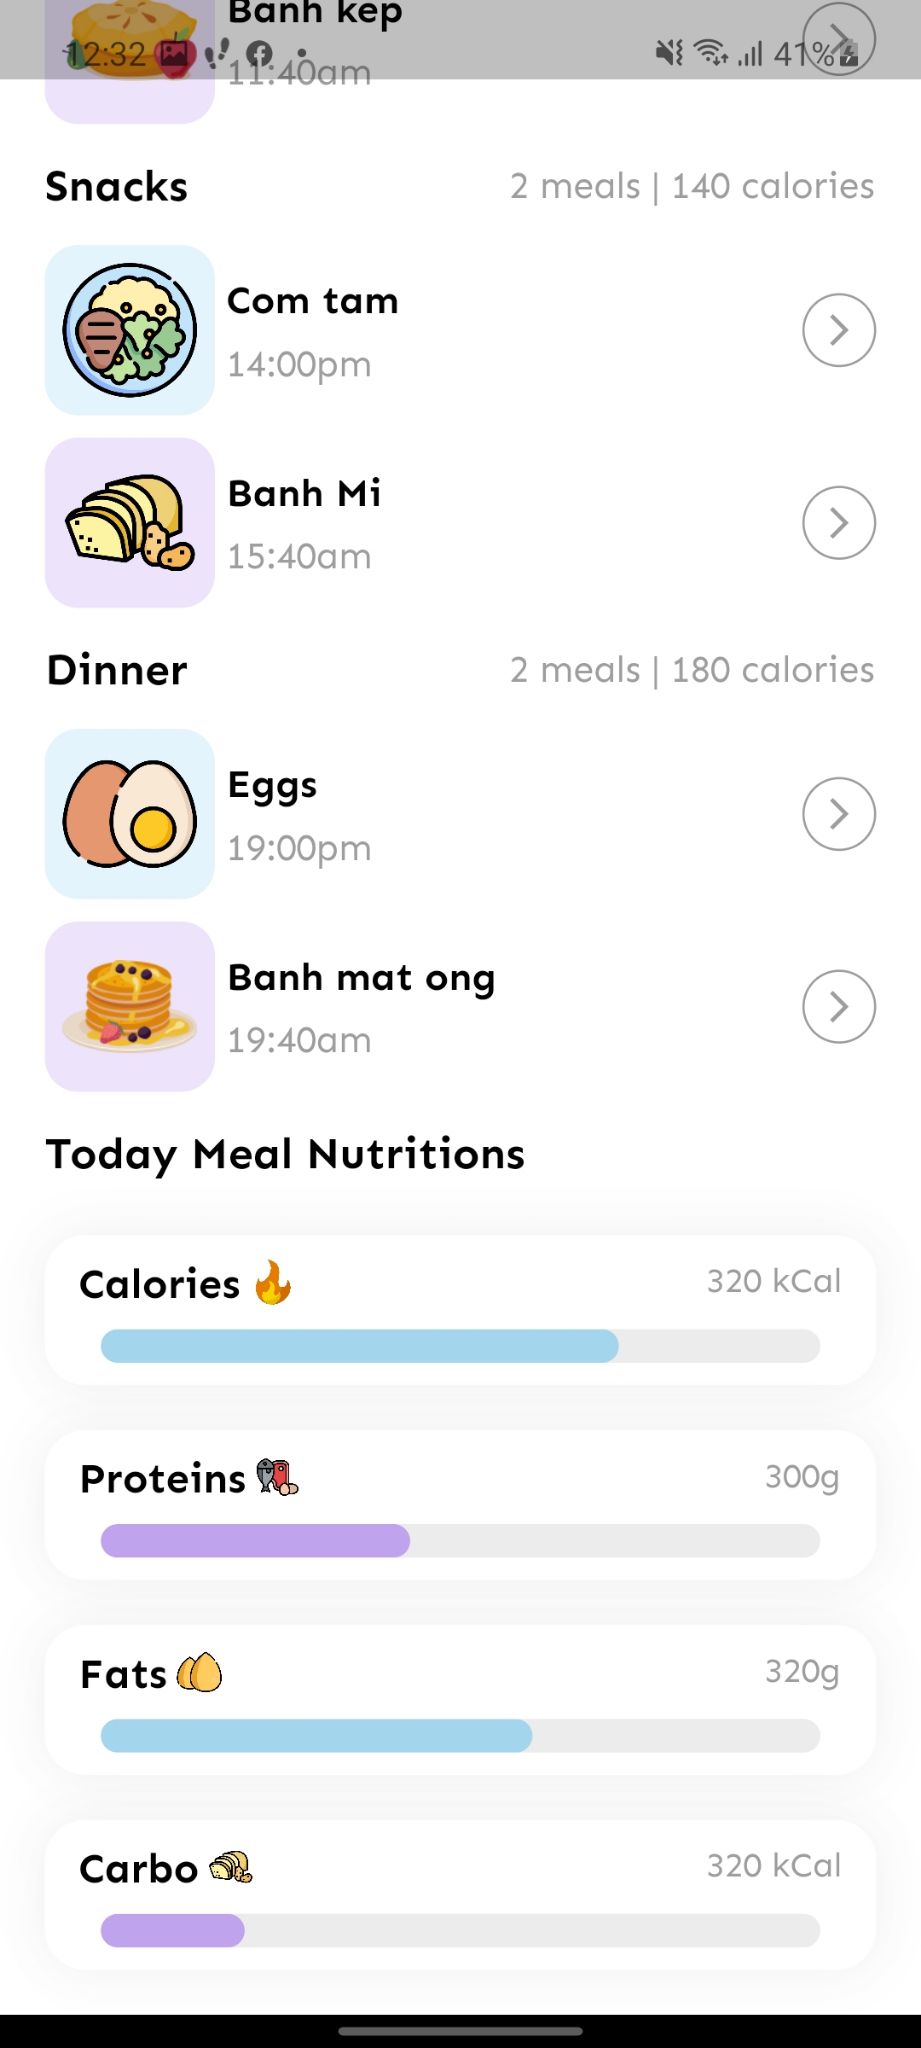 Banh kep
12:32
41%
11:40am
Snacks
2 meals | 140 calories
Com tam
14:00pm
Banh Mi
15:40am
Dinner
2 meals | 180 calories
Eggs
19:00pm
Banh mat ong
19:40am
Today Meal Nutritions
Calories
320 kCal
Proteins
300g
Fats
320g
Carbo
320 kCal